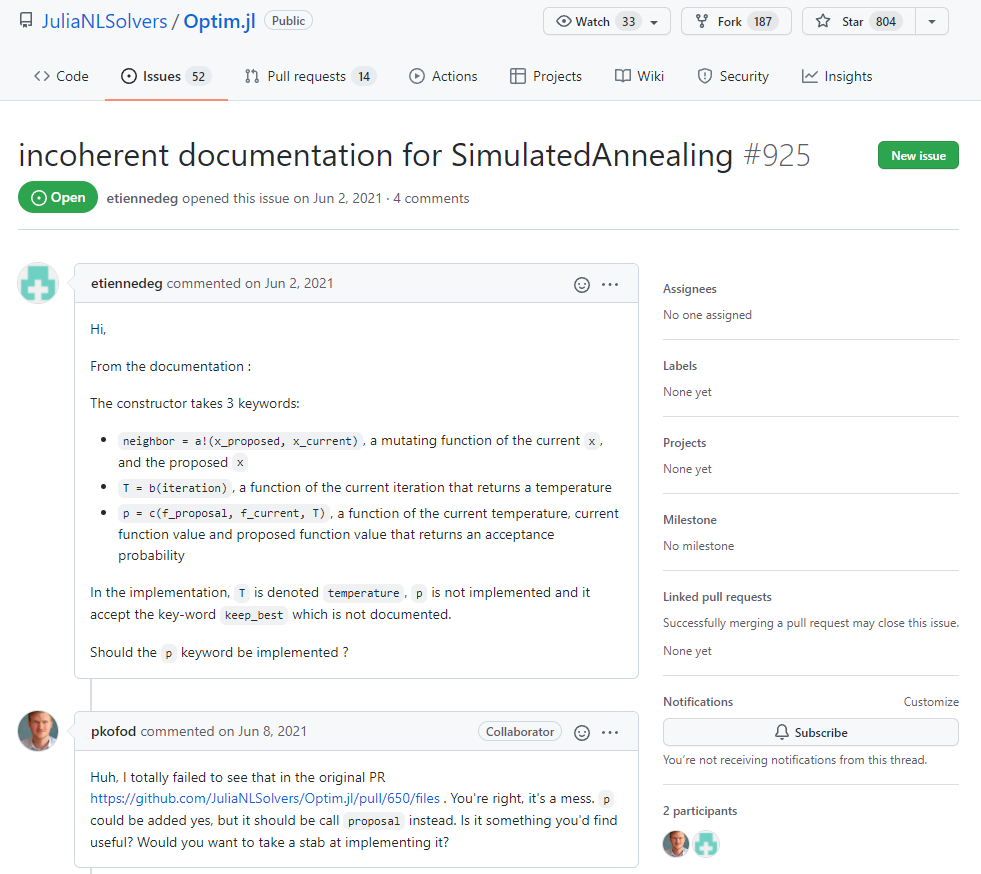 JuliaNLSolvers / Optim.jl Public
Watch 33
Fork 187
Star 804
Code
Issues 52
Pull requests 14
Actions
Projects
Wiki
Security
Insights
incoherent documentation for SimulatedAnnealing #925
New issue
Open
etiennedeg opened this issue on Jun 2, 2021 · 4 comments
etiennedeg commented on Jun 2, 2021
Hi,
From the documentation :
The constructor takes 3 keywords:
• neighbor = a!(x_proposed, x_current) , a mutating function of the current x ,
and the proposed x
• T = b(iteration) , a function of the current iteration that returns a temperature
• p = c(f_proposal, f_current, T) , a function of the current temperature, current
function value and proposed function value that returns an acceptance
probability
In the implementation, T is denoted temperature , p is not implemented and it
accept the key-word keep_best which is not documented.
Should the p keyword be implemented ?
pkofod commented on Jun 8, 2021
Collaborator
Huh, I totally failed to see that in the original PR
https://github.com/JuliaNLSolvers/Optim.jl/pull/650/files . You're right, it's a mess. p
could be added yes, but it should be call proposal instead. Is it something you'd find
useful? Would you want to take a stab at implementing it?
Assignees
No one assigned
Labels
None yet
Projects
None yet
Milestone
No milestone
Linked pull requests
Successfully merging a pull request may close this issue.
None yet
Notifications
Customize
Subscribe
You're not receiving notifications from this thread.
2 participants